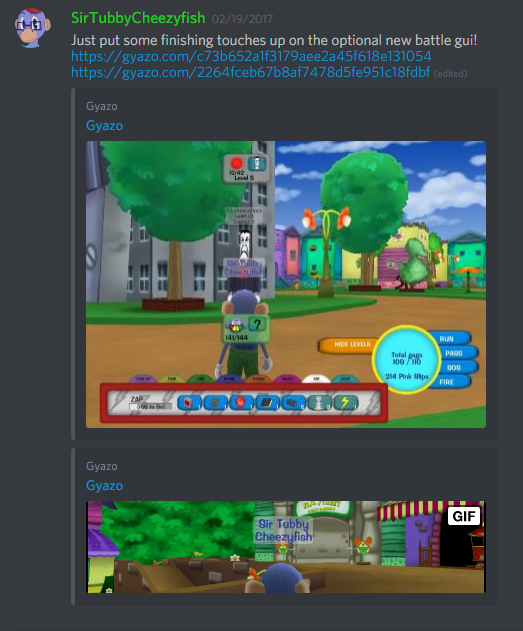 SirTubbyCheezyfish 02/19/2017
Just put some finishing touches up on the optional new battle gui!
https://gyazo.com/c73b652a1f3179aee2a45f618e131054
https://gyazo.com/2264fceb67b8af7478d5fe951c18fdbf (edited)
Gyazo
Gyazo
12/42
Level 5
Sir Tubby
Cheezyfish
?
141/144
HIDE LEVELS
RUN
Total gags
109 / 110
PASS
SOS
214 Pink Slips
FIRE
ZAP
Gyazo
Gyazo
GIF
Sir Tubby
Cheezyfish